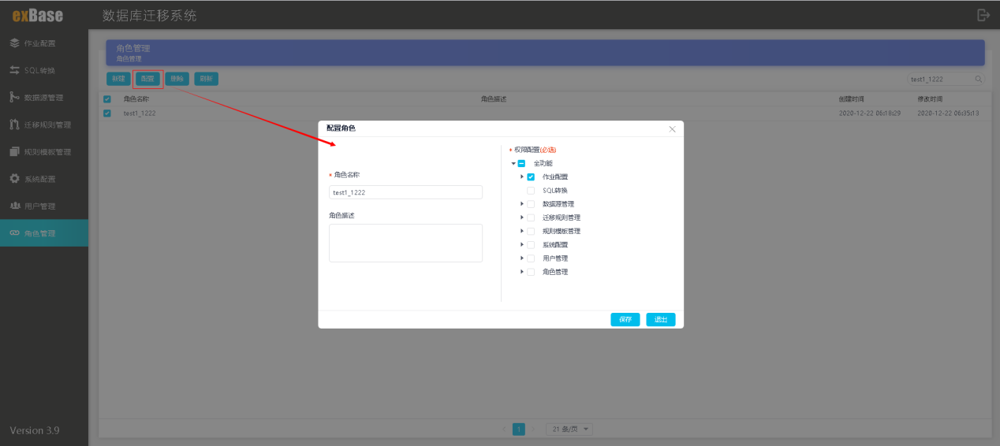 exBase
数据库迁移系统
作业配置
SQL转换
数据源管理
迁移规则管理
规则模板管理
系统配置
用户管理
角色管理
Version 3.9
角色管理
角色管理
新建 配置 删除 刷新
test1_1222
角色名称 角色描述 创建时间 修改时间
test1_1222 2020-12-22 06:18:29 2020-12-22 06:35:13
配置角色
* 角色名称
test1_1222
角色描述
* 权限配置(必选)
全功能
作业配置
SQL转换
数据源管理
迁移规则管理
规则模板管理
系统配置
用户管理
角色管理
保存 退出
1 21 条/页